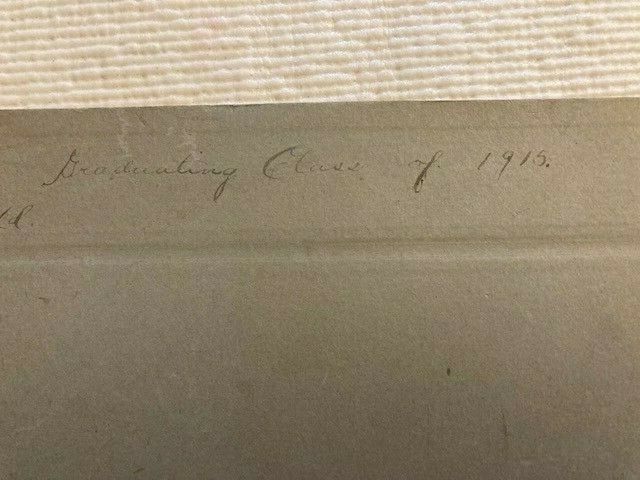 Graduating Class of 1915.